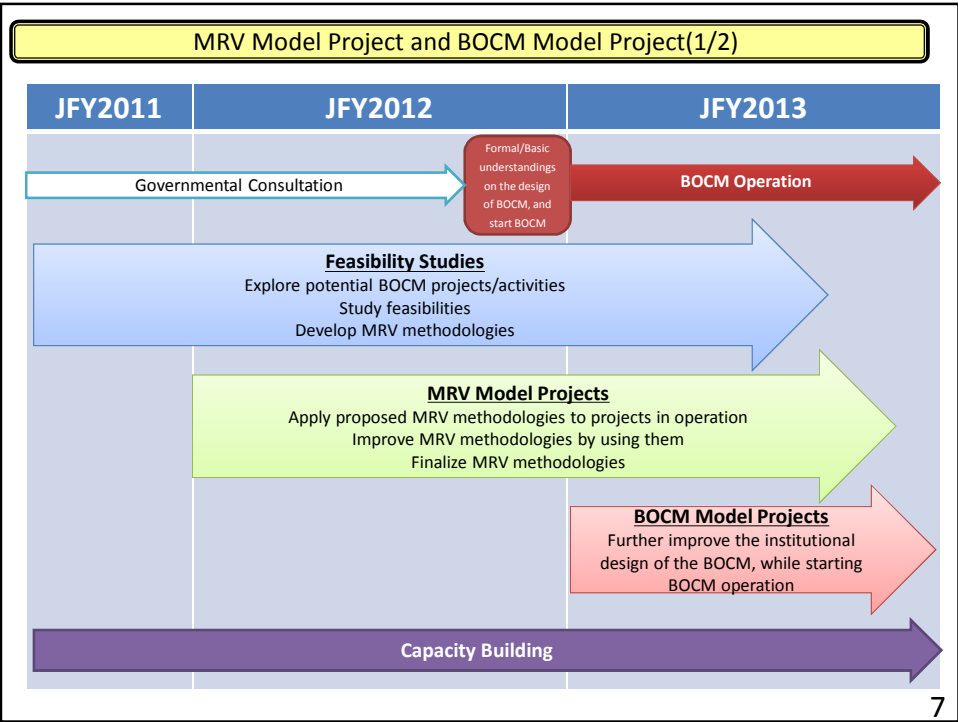 MRV Model Project and BOCM Model Project(1/2)
JFY2011
JFY2012
JFY2013
Governmental Consultation
Formal/Basic
understandings
on the design
of BOCM, and
start BOCM
BOCM Operation
Feasibility Studies
Explore potential BOCM projects/activities
Study feasibilities
Develop MRV methodologies
MRV Model Projects
Apply proposed MRV methodologies to projects in operation
Improve MRV methodologies by using them
Finalize MRV methodologies
BOCM Model Projects
Further improve the institutional
design of the BOCM, while starting
BOCM operation
Capacity Building
7